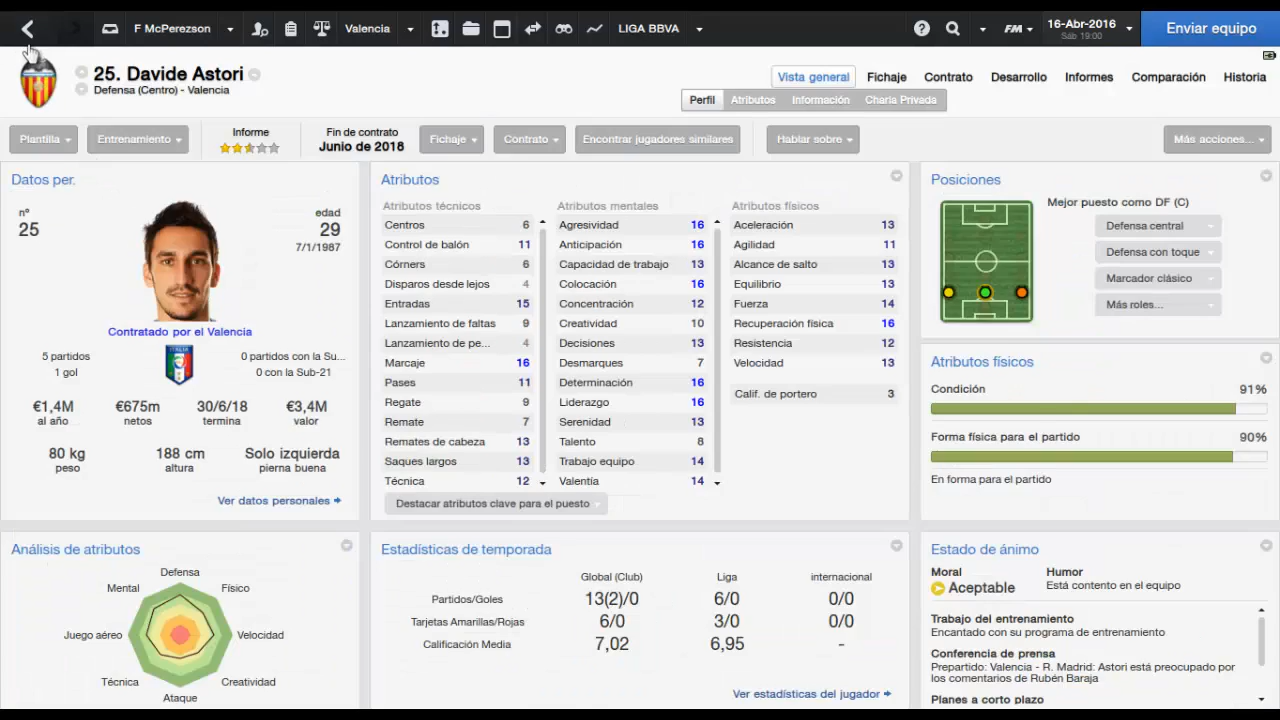 F McPerezson
Valencia
LIGA BBVA
FM
16-Abr-2016
Sáb 19:00
Enviar equipo
25. Davide Astori
Defensa (Centro) - Valencia
Vista general
Fichaje
Contrato
Desarrollo
Informes
Comparación
Historia
Perfil
Atributos
Información
Charla Privada
Plantilla
Entrenamiento
Informe
Fin de contrato
Junio de 2018
Fichaje
Contrato
Encontrar jugadores similares
Hablar sobre
Más acciones...
Datos per.
nº
25
edad
29
7/1/1987
Contratado por el Valencia
5 partidos
1 gol
ITALIA
0 partidos con la Su...
0 con la Sub-21
€1,4M
al año
€675m
netos
30/6/18
termina
€3,4M
valor
80 kg
peso
188 cm
altura
Solo izquierda
pierna buena
Ver datos personales
Atributos
Atributos técnicos
Centros 6
Control de balón 11
Córners 6
Disparos desde lejos 4
Entradas 15
Lanzamiento de faltas 9
Lanzamiento de pe... 4
Marcaje 16
Pases 11
Regate 9
Remate 7
Remates de cabeza 13
Saques largos 13
Técnica 12
Atributos mentales
Agresividad 16
Anticipación 16
Capacidad de trabajo 13
Colocación 16
Concentración 12
Creatividad 10
Decisiones 13
Desmarques 7
Determinación 16
Liderazgo 16
Serenidad 13
Talento 8
Trabajo equipo 14
Valentía 14
Atributos físicos
Aceleración 13
Agilidad 11
Alcance de salto 13
Equilibrio 13
Fuerza 14
Recuperación física 16
Resistencia 12
Velocidad 13
Calif. de portero 3
Destacar atributos clave para el puesto
Posiciones
Mejor puesto como DF (C)
Defensa central
Defensa con toque
Marcador clásico
Más roles...
Atributos físicos
Condición 91%
Forma física para el partido 90%
En forma para el partido
Análisis de atributos
Defensa
Mental
Físico
Juego aéreo
Velocidad
Técnica
Creatividad
Ataque
Estadísticas de temporada
Global (Club) Liga internacional
Partidos/Goles 13(2)/0 6/0 0/0
Tarjetas Amarillas/Rojas 6/0 3/0 0/0
Calificación Media 7,02 6,95 -
Ver estadísticas del jugador
Estado de ánimo
Moral
Aceptable
Humor
Está contento en el equipo
Trabajo del entrenamiento
Encantado con su programa de entrenamiento
Conferencia de prensa
Prepartido: Valencia - R. Madrid: Astori está preocupado por
los comentarios de Rubén Baraja
Planes a corto plazo